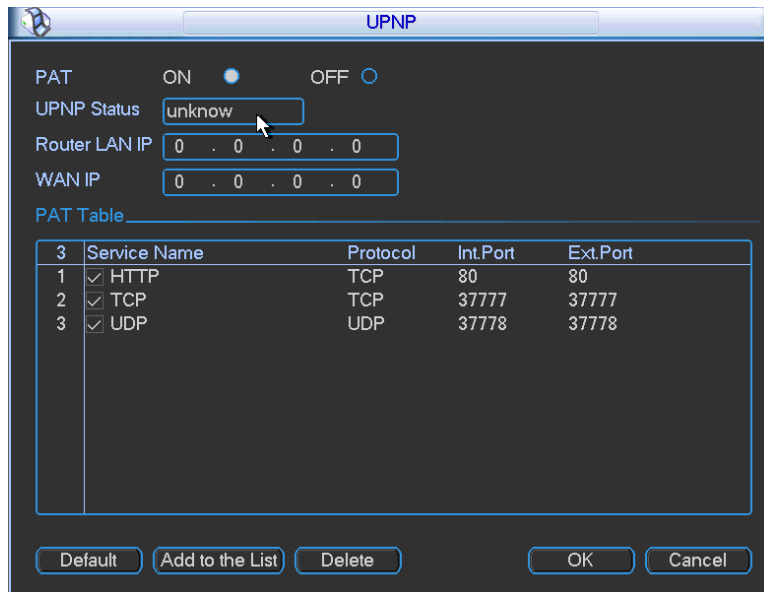 UPNP
PAT ON OFF
UPNP Status unknow
Router LAN IP 0 . 0 . 0 . 0
WAN IP 0 . 0 . 0 . 0
PAT Table
3 Service Name Protocol Int.Port Ext.Port
1 HTTP TCP 80 80
2 TCP TCP 37777 37777
3 UDP UDP 37778 37778
Default Add to the List Delete OK Cancel